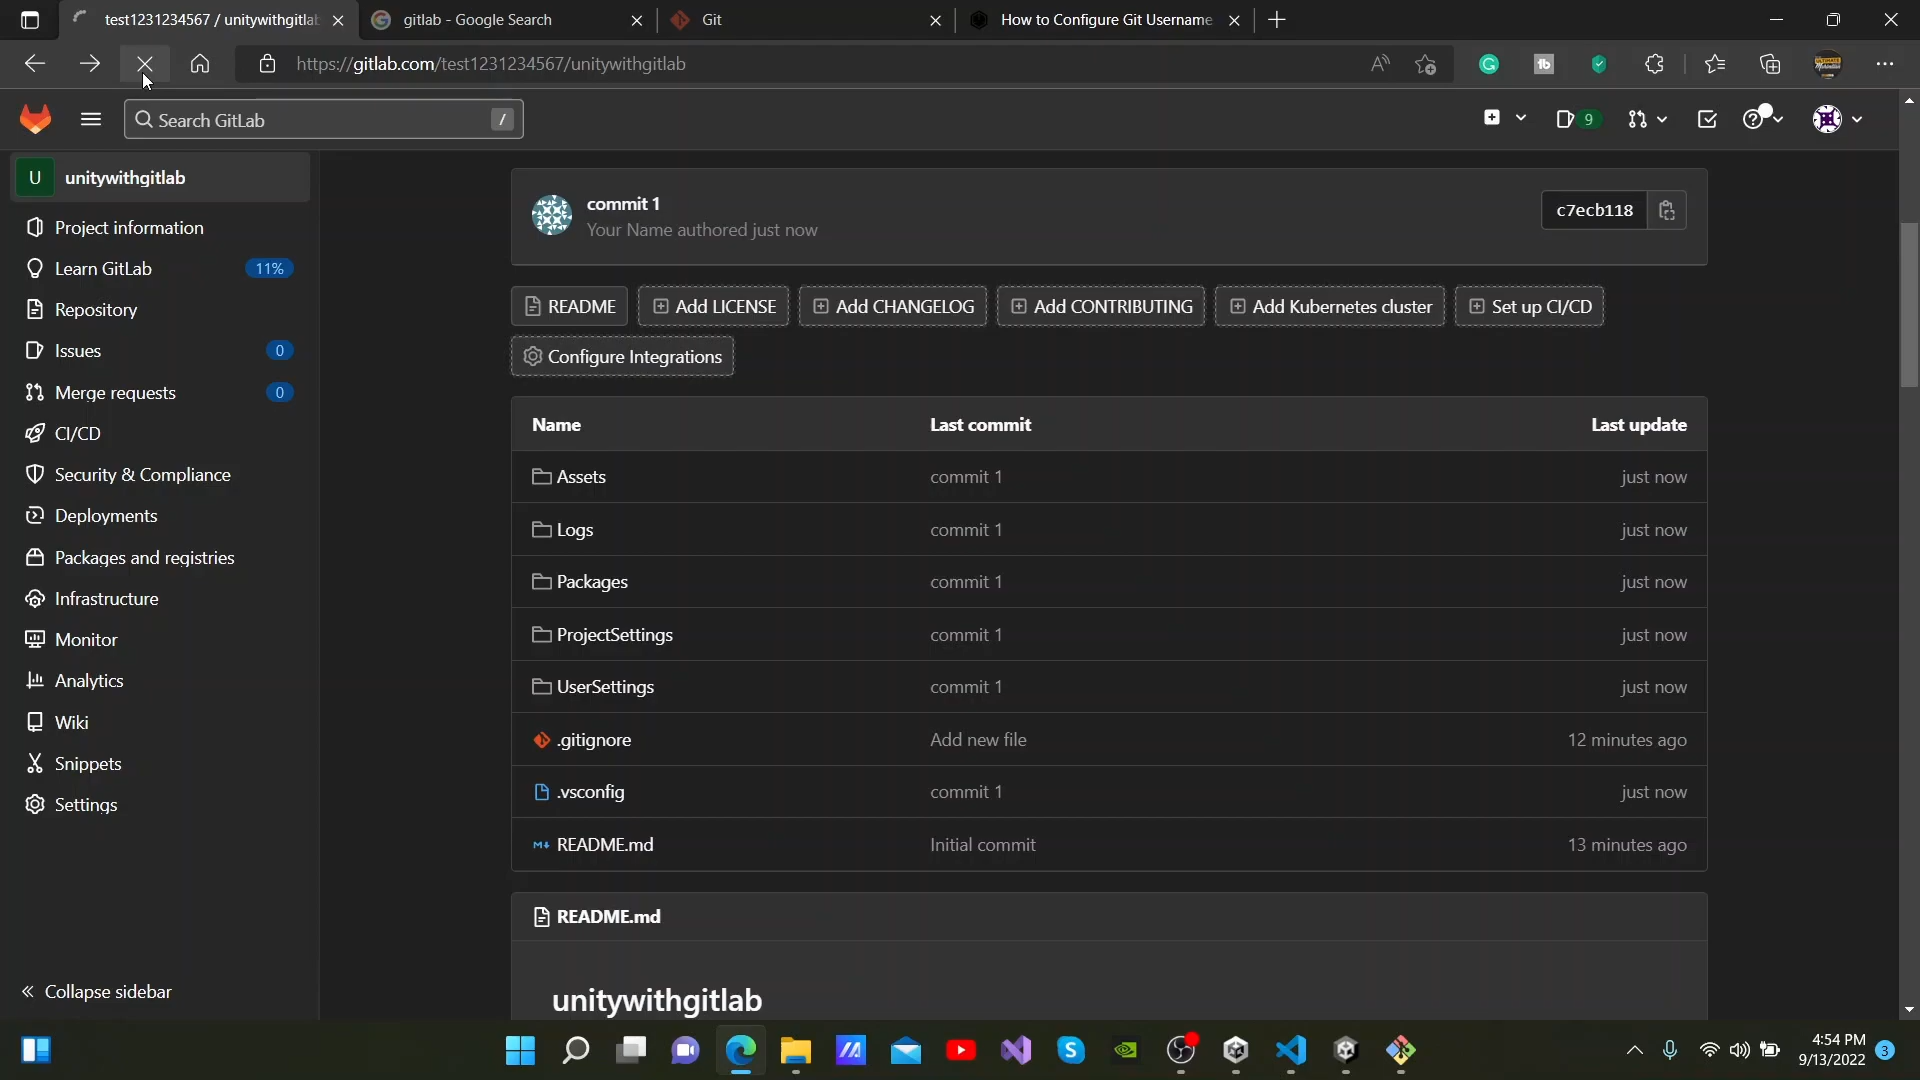 test1231234567 / unitywithgitlab
gitlab - Google Search
Git
How to Configure Git Username
https://gitlab.com/test1231234567/unitywithgitlab
Search GitLab
/
9
U unitywithgitlab
Project information
Learn GitLab 11%
Repository
Issues 0
Merge requests 0
CI/CD
Security & Compliance
Deployments
Packages and registries
Infrastructure
Monitor
Analytics
Wiki
Snippets
Settings
Collapse sidebar
commit 1
Your Name authored just now
c7ecb118
README Add LICENSE Add CHANGELOG Add CONTRIBUTING Add Kubernetes cluster Set up CI/CD
Configure Integrations
Name Last commit Last update
Assets commit 1 just now
Logs commit 1 just now
Packages commit 1 just now
ProjectSettings commit 1 just now
UserSettings commit 1 just now
.gitignore Add new file 12 minutes ago
.vsconfig commit 1 just now
README.md Initial commit 13 minutes ago
README.md
unitywithgitlab
4:54 PM
9/13/2022
3